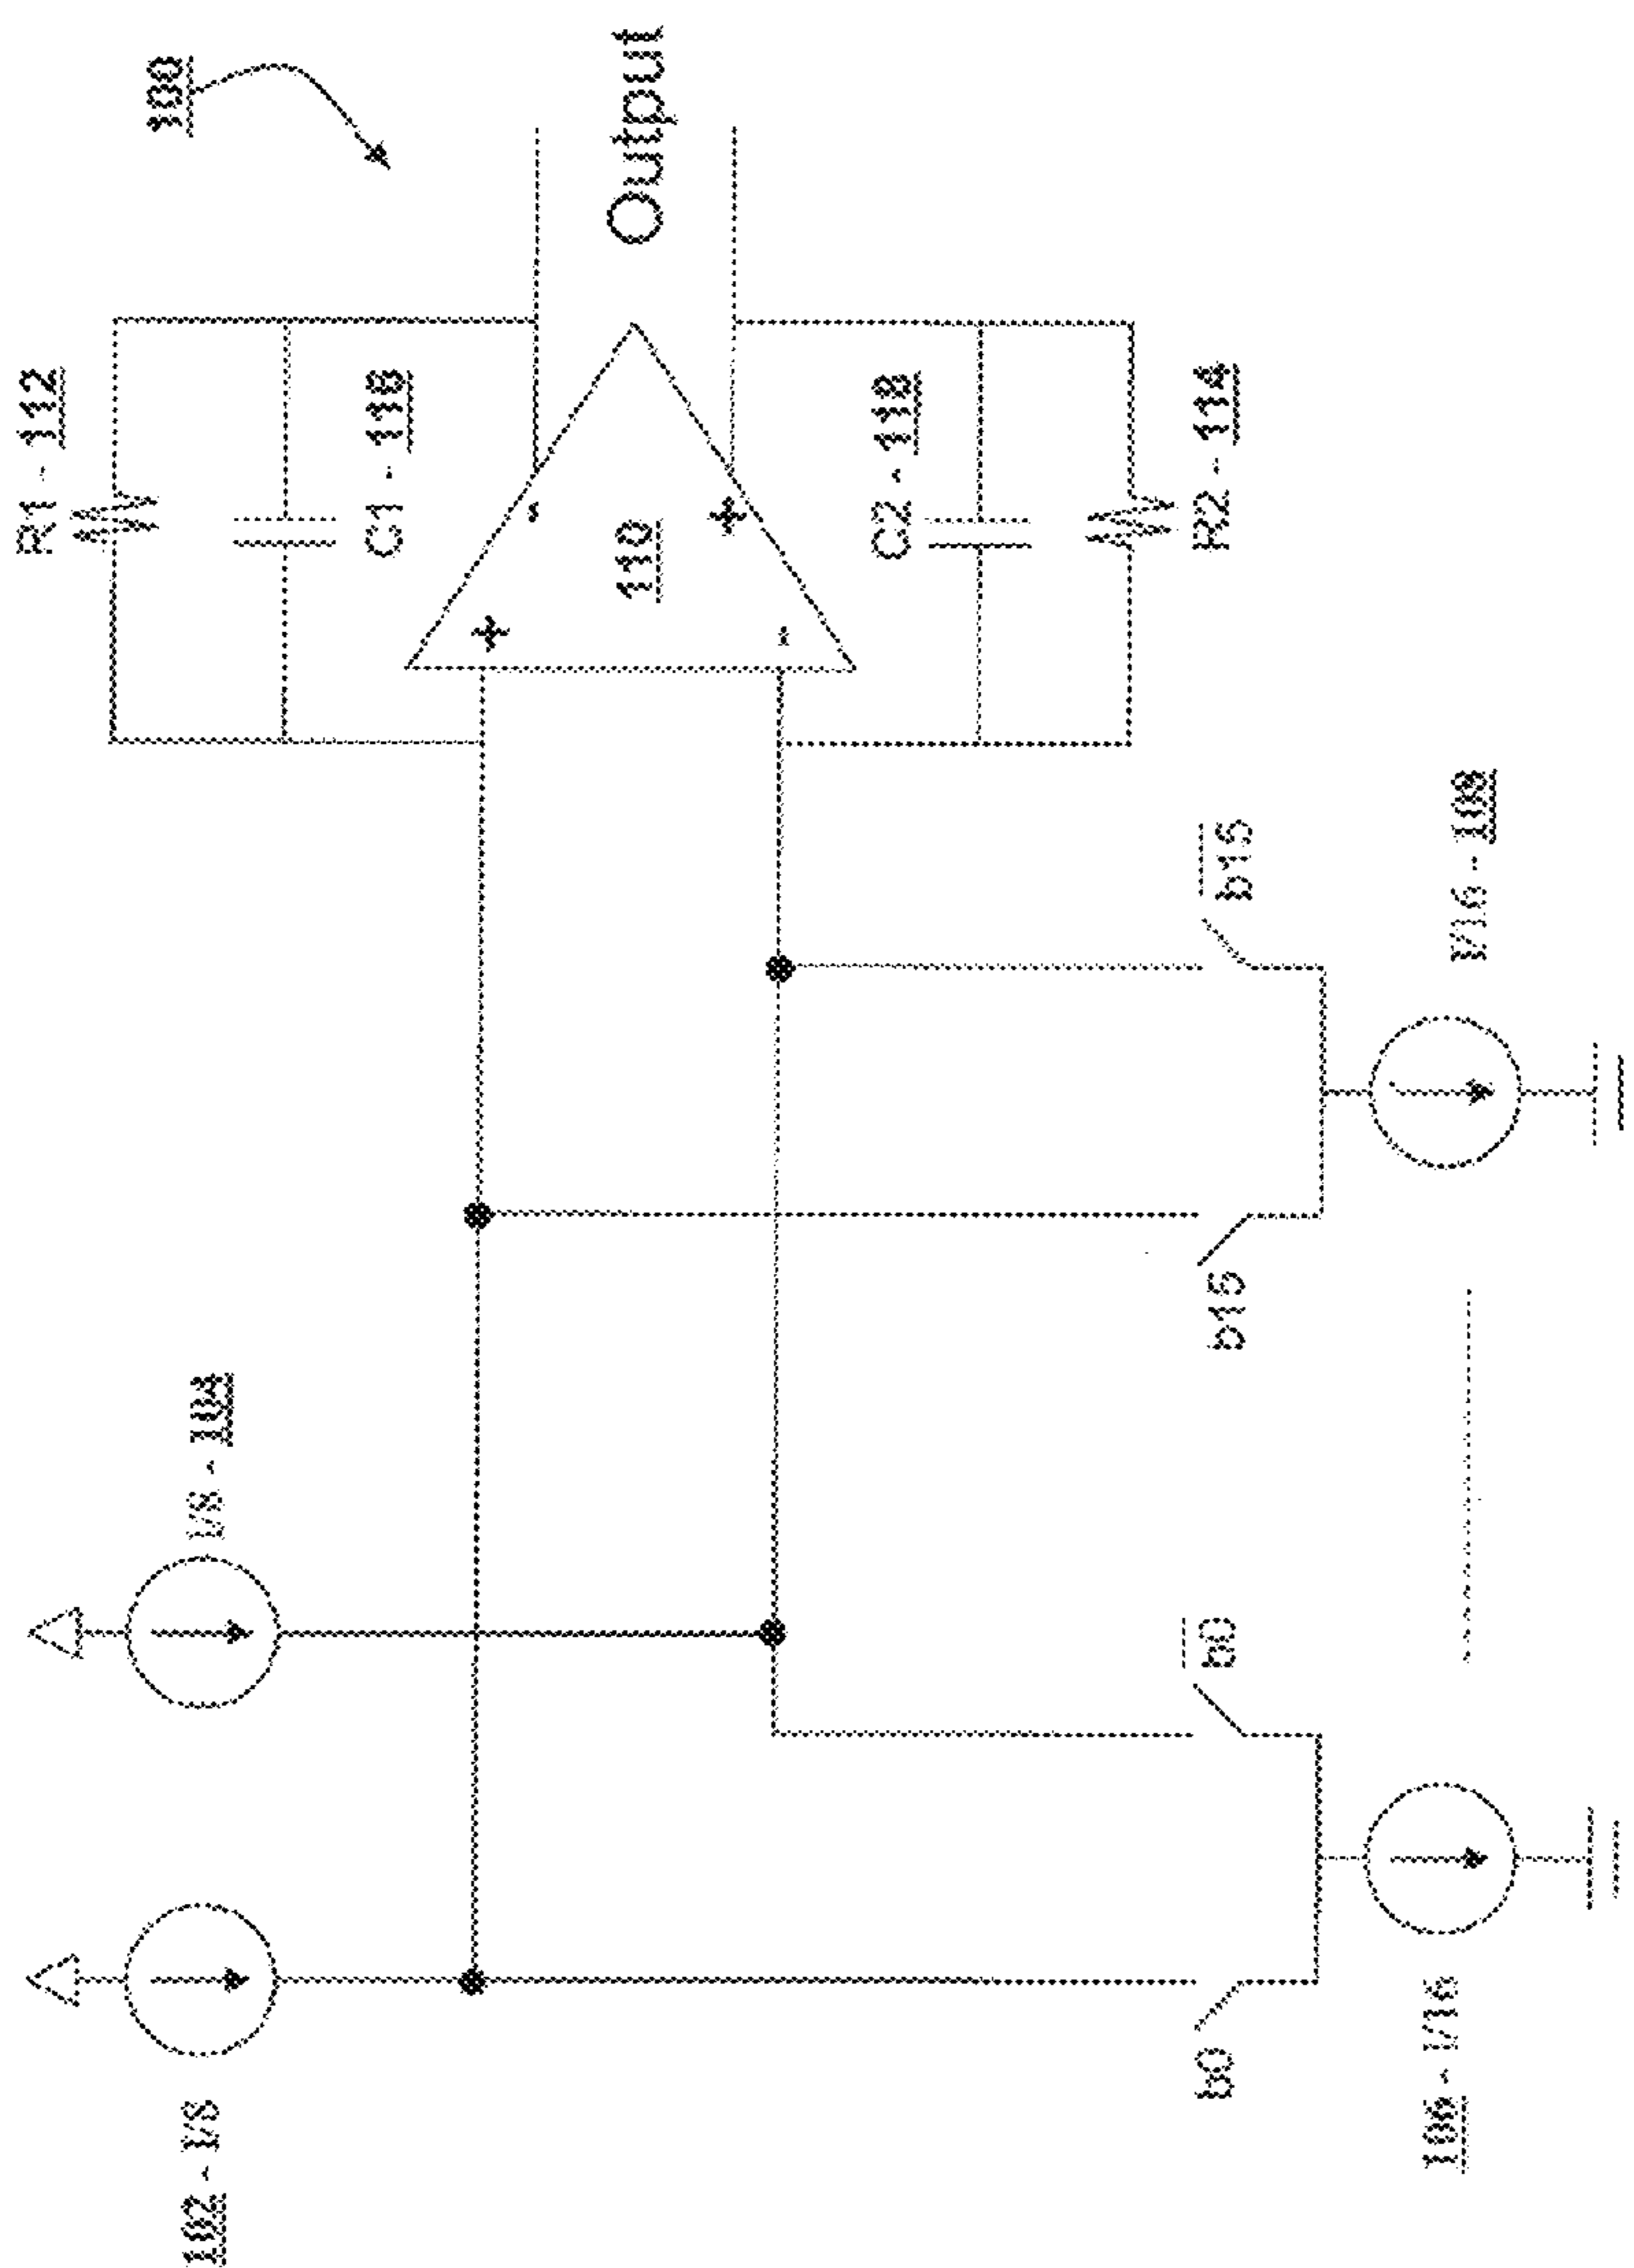 100
R1 - 112
C1 -
110
Output
C2 - 118
R2 - 114
102 - I/8
I/8 - 104
b0
b0
b15
b15
106 - I/16
I/16 - 108
+
-
-
+